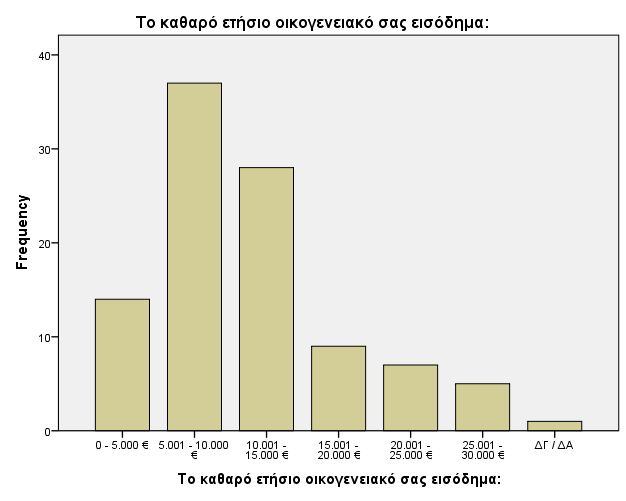 Το καθαρό ετήσιο οικογενειακό σας εισόδημα:
40
30
20
10
0
Frequency
0 - 5.000 €
5.001 - 10.000
€
10.001 -
15.000 €
15.001 -
20.000 €
20.001 -
25.000 €
25.001 -
30.000 €
ΔΓ / ΔΑ
Το καθαρό ετήσιο οικογενειακό σας εισόδημα: